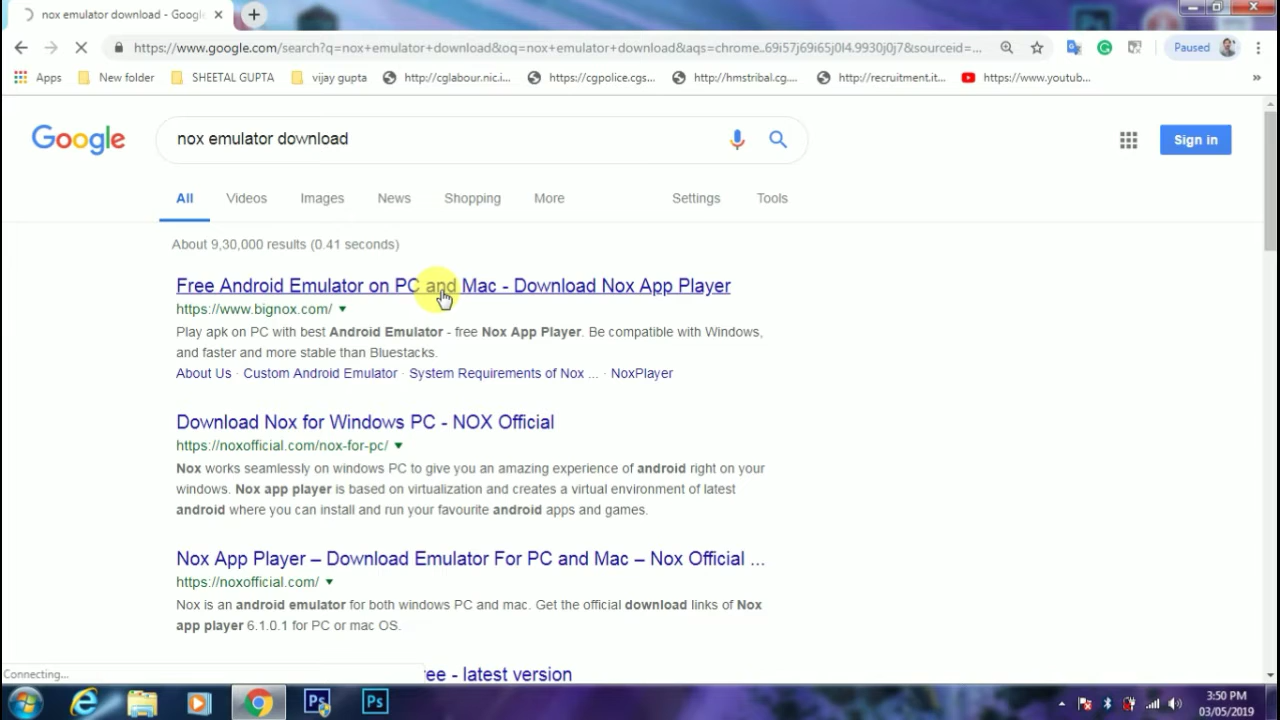 nox emulator download - Googl
https://www.google.com/search?q=nox+emulator+download&oq=nox+emulator+download&aqs=chrome..69i57j69i65j0l4.9930j0j7&sourceid=...
Paused
Apps
New folder
SHEETAL GUPTA
vijay gupta
http://cglabour.nic.i...
https://cgpolice.cgs...
http://hmstribal.cg....
http://recruitment.it...
https://www.youtub...
»
Google
nox emulator download
Sign in
All
Videos
Images
News
Shopping
More
Settings
Tools
About 9,30,000 results (0.41 seconds)
Free Android Emulator on PC and Mac - Download Nox App Player
https://www.bignox.com/
Play apk on PC with best Android Emulator - free Nox App Player. Be compatible with Windows,
and faster and more stable than Bluestacks.
About Us · Custom Android Emulator · System Requirements of Nox ... · NoxPlayer
Download Nox for Windows PC - NOX Official
https://noxofficial.com/nox-for-pc/
Nox works seamlessly on windows PC to give you an amazing experience of android right on your
windows. Nox app player is based on virtualization and creates a virtual environment of latest
android where you can install and run your favourite android apps and games.
Nox App Player – Download Emulator For PC and Mac – Nox Official ...
https://noxofficial.com/
Nox is an android emulator for both windows PC and mac. Get the official download links of Nox
app player 6.1.0.1 for PC or mac OS.
Connecting...
ree - latest version
Ps
Ps
3:50 PM
03/05/2019